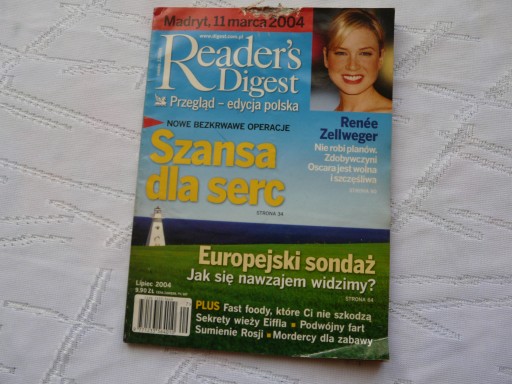 Madryt, 11 marca 2004
www.digest.com.pl
Reader's
Digest
Przegląd – edycja polska
NOWE BEZKRWAWE OPERACJE
Szansa
dla serc
STRONA 34
Renée
Zellweger
Nie robi planów.
Zdobywczyni
Oscara jest wolna
i szczęśliwa
Europejski sondaż
Jak się nawzajem widzimy?
STRONA 64
Lipiec 2004
9.90 ZŁ
PLUS Fast foody, które Ci nie szkodzą
Sekrety wieży Eiffla ▪ Podwójny fart
Sumienie Rosji ▪ Mordercy dla zabawy